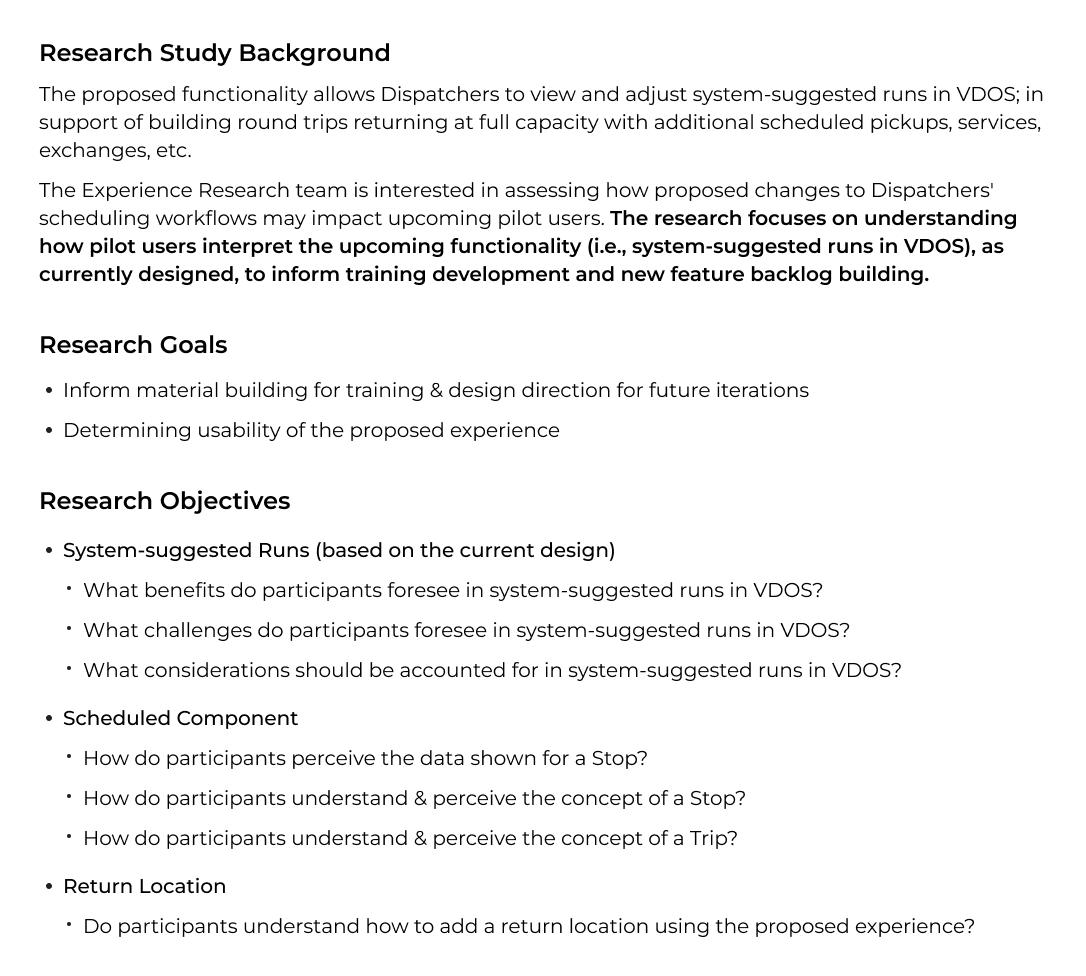 Research Study Background
The proposed functionality allows Dispatchers to view and adjust system-suggested runs in VDOS; in
support of building round trips returning at full capacity with additional scheduled pickups, services,
exchanges, etc.
The Experience Research team is interested in assessing how proposed changes to Dispatchers'
scheduling workflows may impact upcoming pilot users. The research focuses on understanding
how pilot users interpret the upcoming functionality (i.e., system-suggested runs in VDOS), as
currently designed, to inform training development and new feature backlog building.
Research Goals
• Inform material building for training & design direction for future iterations
• Determining usability of the proposed experience
Research Objectives
• System-suggested Runs (based on the current design)
• What benefits do participants foresee in system-suggested runs in VDOS?
• What challenges do participants foresee in system-suggested runs in VDOS?
• What considerations should be accounted for in system-suggested runs in VDOS?
• Scheduled Component
• How do participants perceive the data shown for a Stop?
• How do participants understand & perceive the concept of a Stop?
• How do participants understand & perceive the concept of a Trip?
• Return Location
• Do participants understand how to add a return location using the proposed experience?